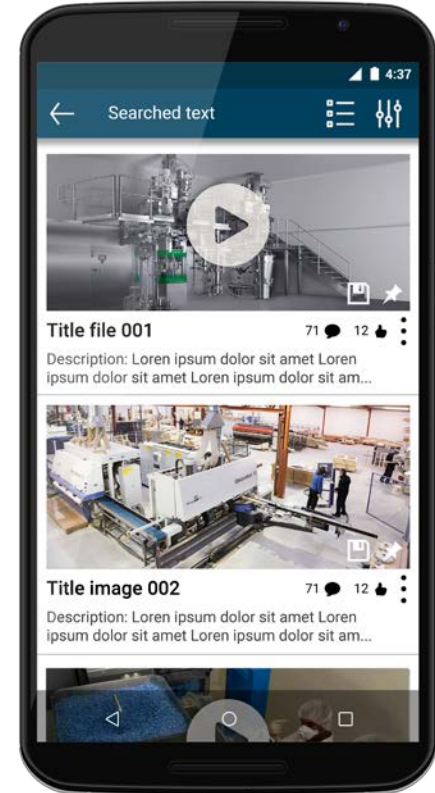 4:37
Searched text
Title file 001
71 12
Description: Loren ipsum dolor sit amet Loren
ipsum dolor sit amet Loren ipsum dolor sit am...
Title image 002
71 12
Description: Loren ipsum dolor sit amet Loren
ipsum dolor sit amet Loren ipsum dolor sit am...